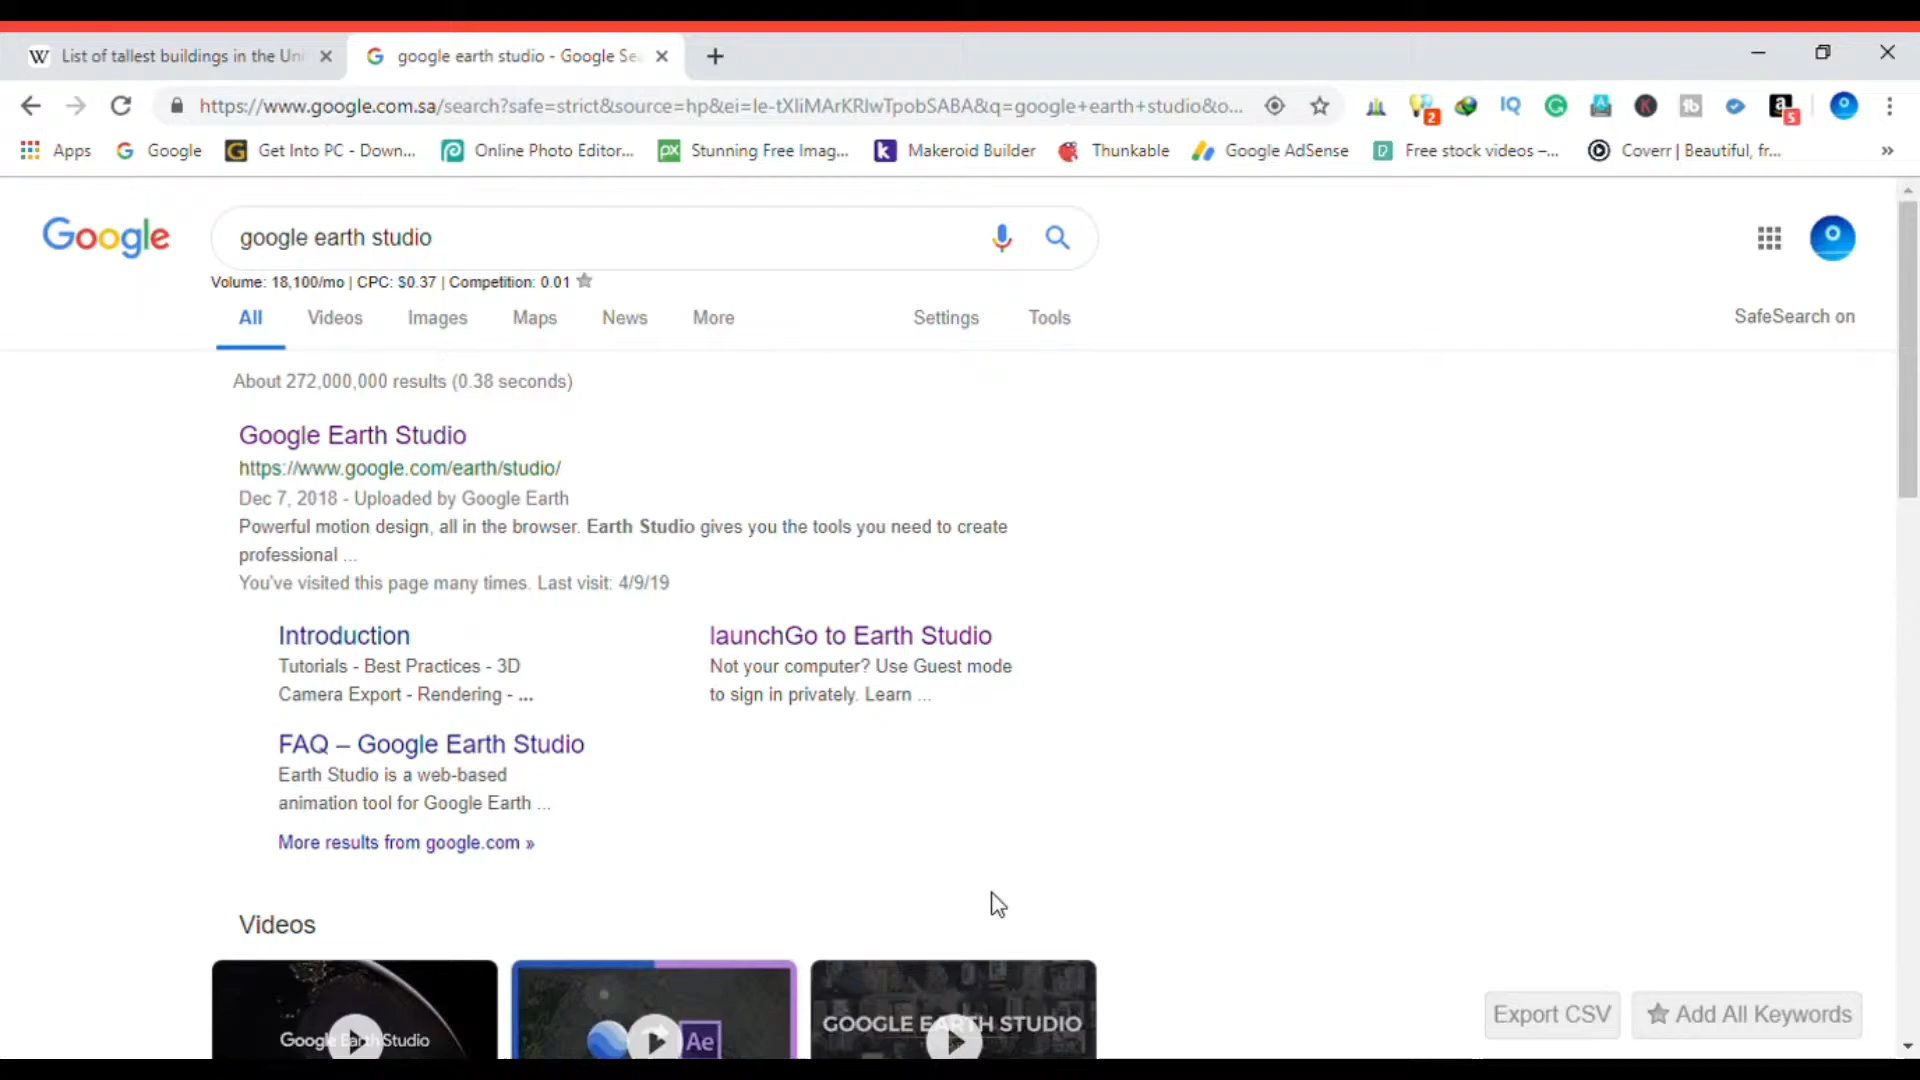 List of tallest buildings in the Uni
google earth studio - Google Se
https://www.google.com.sa/search?safe=strict&source=hp&ei=le-tXIiMArKRlwTpobSABA&q=google+earth+studio&o...
2
IQ
5
Apps
Google
Get Into PC - Down...
Online Photo Editor...
Stunning Free Imag...
Makeroid Builder
Thunkable
Google AdSense
Free stock videos –...
Coverr | Beautiful, fr...
»
Google
google earth studio
Volume: 18,100/mo | CPC: $0.37 | Competition: 0.01
All
Videos
Images
Maps
News
More
Settings
Tools
SafeSearch on
About 272,000,000 results (0.38 seconds)
Google Earth Studio
https://www.google.com/earth/studio/
Dec 7, 2018 - Uploaded by Google Earth
Powerful motion design, all in the browser. Earth Studio gives you the tools you need to create
professional ...
You've visited this page many times. Last visit: 4/9/19
Introduction
Tutorials - Best Practices - 3D
Camera Export - Rendering - ...
launchGo to Earth Studio
Not your computer? Use Guest mode
to sign in privately. Learn ...
FAQ – Google Earth Studio
Earth Studio is a web-based
animation tool for Google Earth ...
More results from google.com »
Videos
Google Earth Studio
Ae
GOOGLE EARTH STUDIO
Export CSV
Add All Keywords